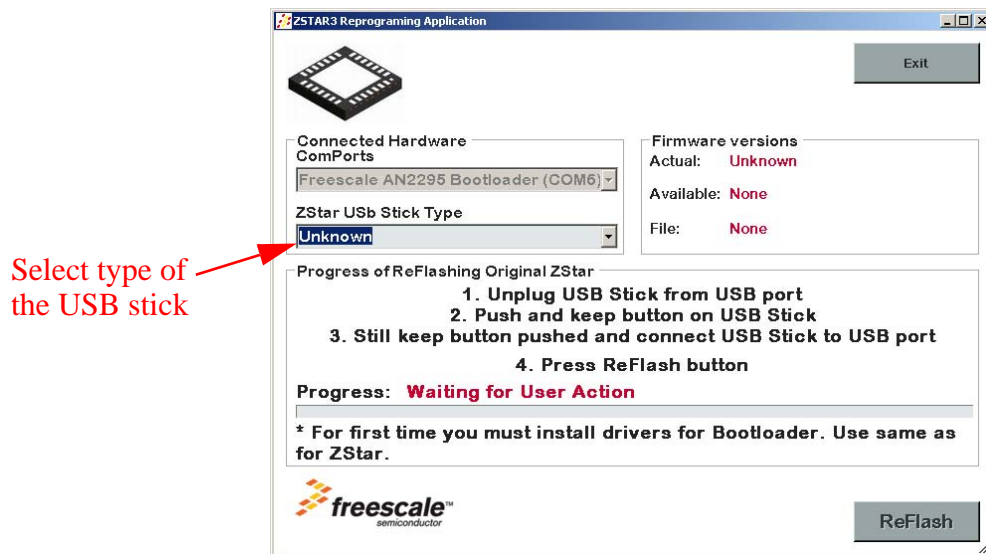 ZSTAR3 Reprograming Application
Exit
Connected Hardware
ComPorts
Freescale AN2295 Bootloader (COM6)
ZStar USb Stick Type
Unknown
Firmware versions
Actual: Unknown
Available: None
File: None
Select type of
the USB stick
Progress of ReFlashing Original ZStar
1. Unplug USB Stick from USB port
2. Push and keep button on USB Stick
3. Still keep button pushed and connect USB Stick to USB port
4. Press ReFlash button
Progress: Waiting for User Action
* For first time you must install drivers for Bootloader. Use same as
for ZStar.
freescale™
semiconductor
ReFlash